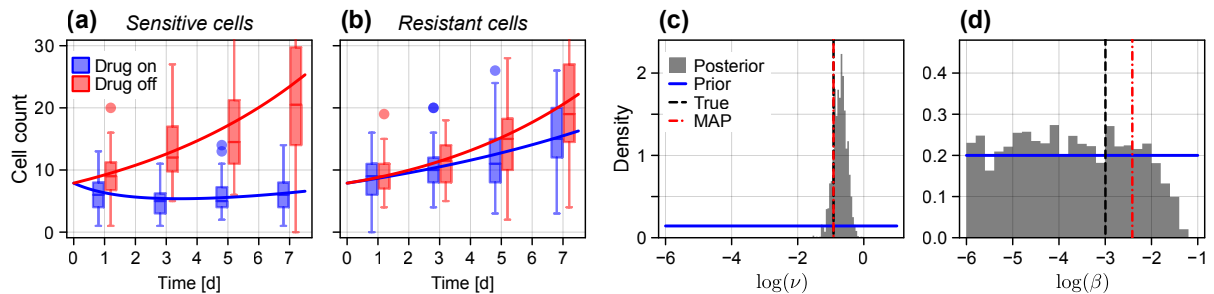 (a) Sensitive cells
30
20
10
0
Cell count
Drug on
Drug off
0 1 2 3 4 5 6 7
Time [d]
(b) Resistant cells
0 1 2 3 4 5 6 7
Time [d]
(c)
2
1
0
Density
Posterior
Prior
True
MAP
−6 −4 −2 0
log(ν)
(d)
0.4
0.3
0.2
0.1
0.0
−6 −5 −4 −3 −2 −1
log(β)